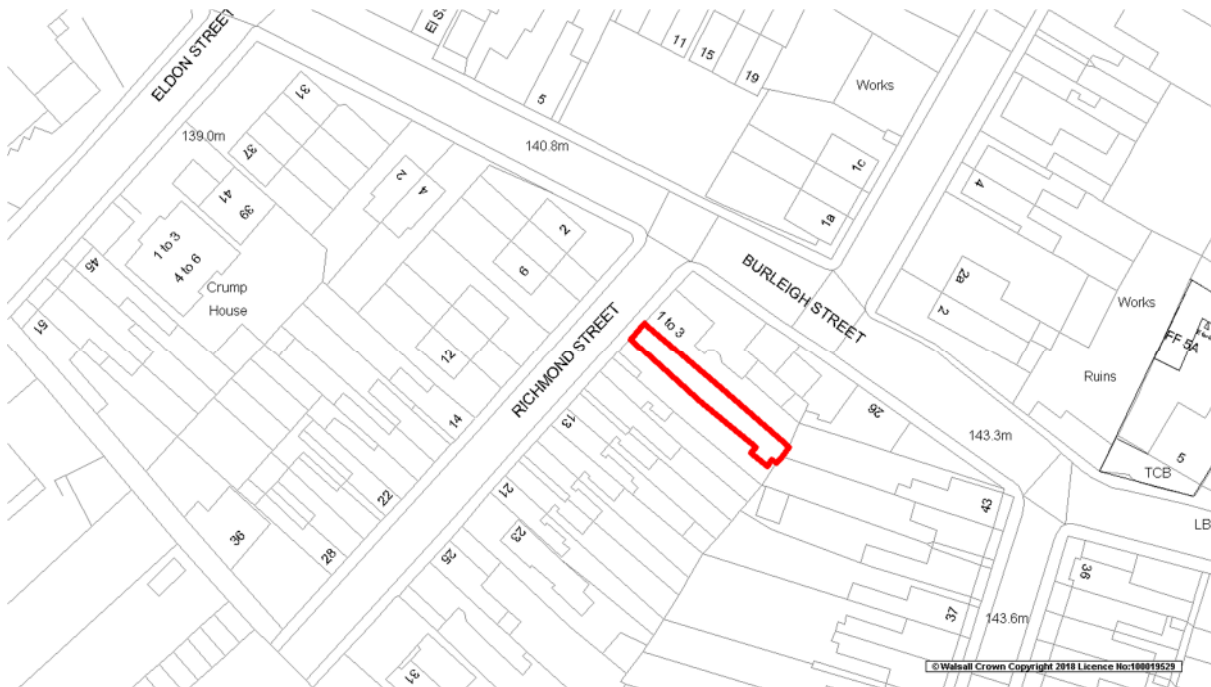 ELDON STREET
El S
11
15
19
5
Works
31
139.0m
140.8m
37
2
4
1c
4
41
39
1a
1 to 3
2
4 to 6
6
BURLEIGH STREET
45
Crump
House
2a
2
Works
51
1 to 3
FF 5A
RICHMOND STREET
12
Ruins
13
14
26
143.3m
5
TCB
21
22
43
LB
36
23
28
25
36
37
143.6m
31
© Walsall Crown Copyright 2018 Licence No:100019529